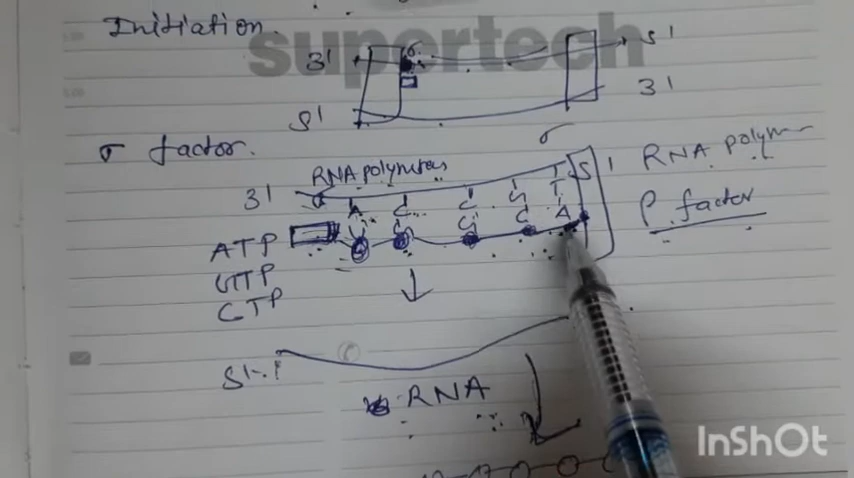 Initiation.
supertech
3' σ 5'
5' 3'
σ factor.
σ
RNA polymeras
RNA polym
3' 5'
A C C G T
U G G C A
ρ factor
ATP
GTP
CTP
5'
RNA
InShOt